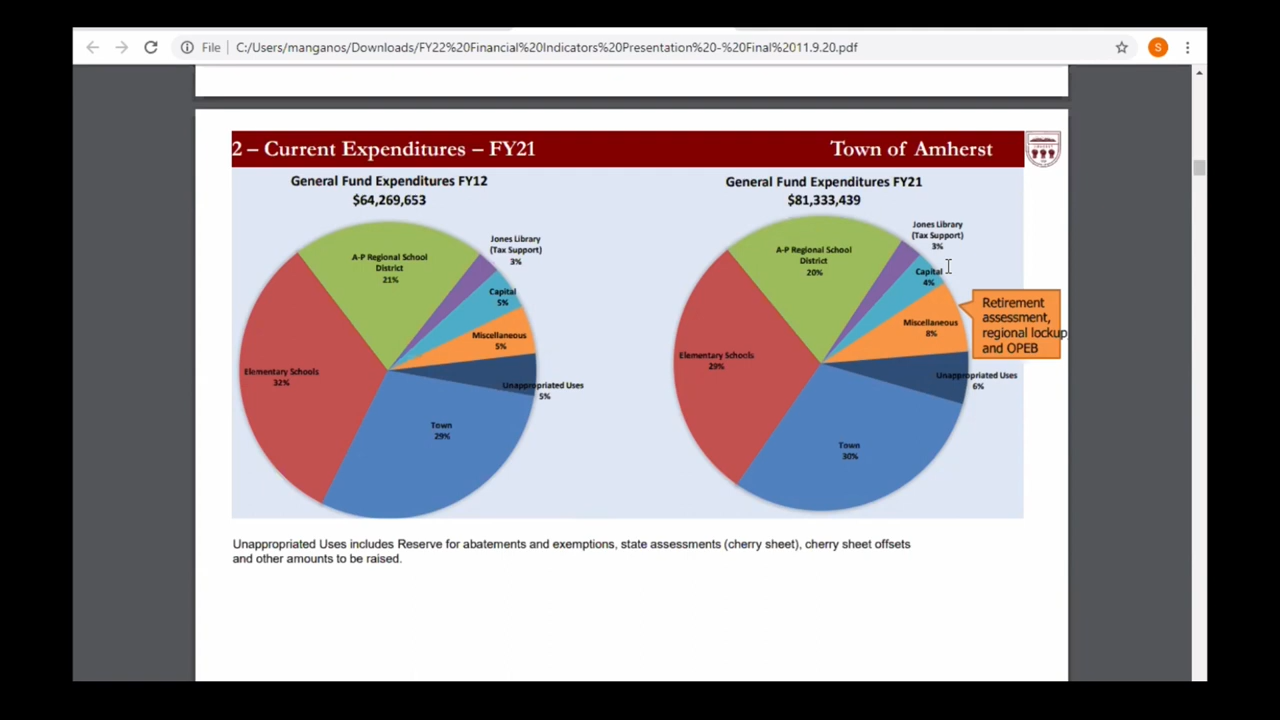 File
C:/Users/manganos/Downloads/FY22%20Financial%20Indicators%20Presentation%20-%20Final%2011.9.20.pdf
S
2 – Current Expenditures – FY21
Town of Amherst
General Fund Expenditures FY12
$64,269,653
Jones Library
(Tax Support)
3%
A-P Regional School
District
21%
Capital
5%
Miscellaneous
5%
Elementary Schools
32%
Unappropriated Uses
5%
Town
29%
General Fund Expenditures FY21
$81,333,439
Jones Library
(Tax Support)
3%
A-P Regional School
District
20%
Capital
4%
Retirement
assessment,
regional lockup
and OPEB
Miscellaneous
8%
Elementary Schools
29%
Unappropriated Uses
6%
Town
30%
Unappropriated Uses includes Reserve for abatements and exemptions, state assessments (cherry sheet), cherry sheet offsets
and other amounts to be raised.